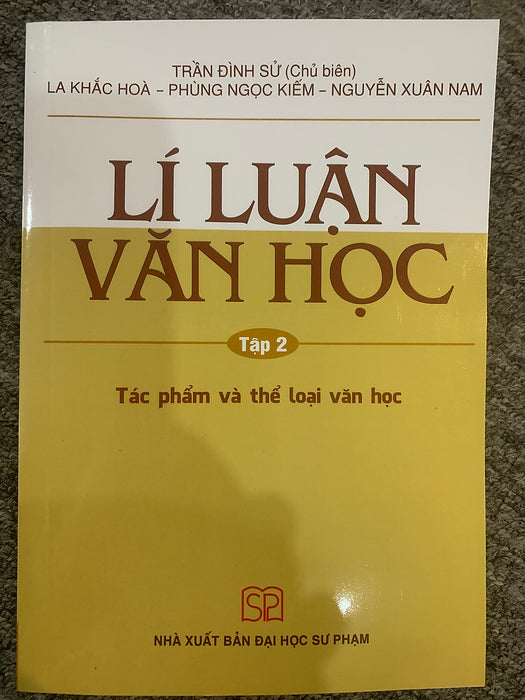 TRẦN ĐÌNH SỬ (Chủ biên)
LA KHẮC HOÀ – PHÙNG NGỌC KIẾM – NGUYỄN XUÂN NAM
LÍ LUẬN
VĂN HỌC
Tập 2
Tác phẩm và thể loại văn học
SP
NHÀ XUẤT BẢN ĐẠI HỌC SƯ PHẠM